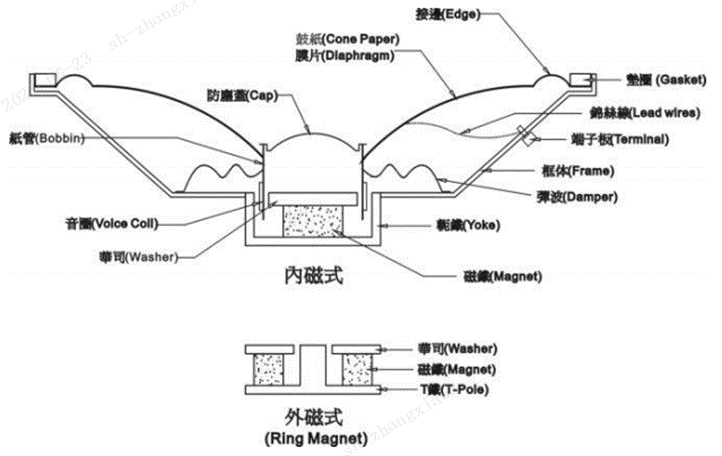 接邊(Edge)
鼓紙(Cone Paper)
膜片(Diaphragm)
墊圈 (Gasket)
防塵蓋(Cap)
錦絲線(Lead wires)
紙管(Bobbin)
端子板(Terminal)
框体(Frame)
彈波(Damper)
音圈(Voice Coil)
軛鐵(Yoke)
華司(Washer)
磁鐵(Magnet)
內磁式
華司(Washer)
磁鐵(Magnet)
T鐵(T-Pole)
外磁式
(Ring Magnet)